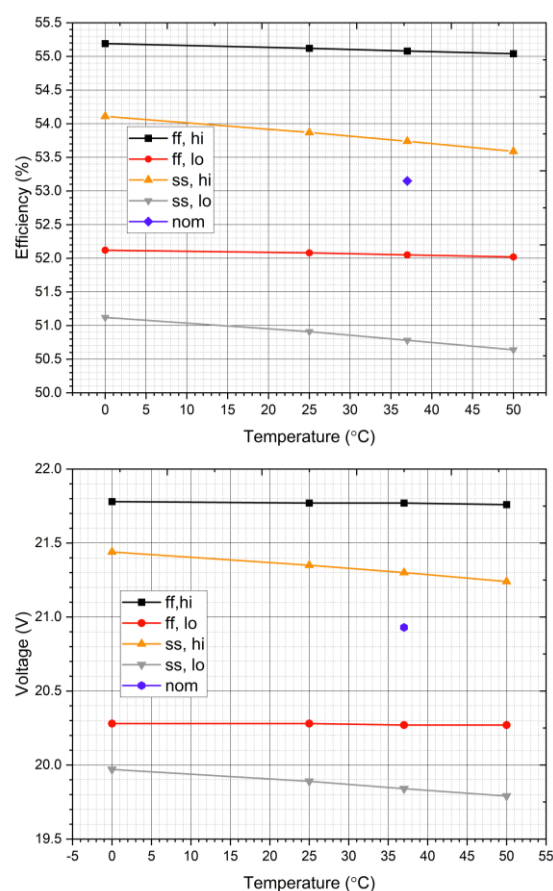 55.5
55.0
54.5
54.0
53.5
53.0
52.5
52.0
51.5
51.0
50.5
50.0
Efficiency (%)
ff, hi
ff, lo
ss, hi
ss, lo
nom
0 5 10 15 20 25 30 35 40 45 50
Temperature (°C)
22.0
21.5
21.0
20.5
20.0
19.5
Voltage (V)
ff,hi
ff, lo
ss, hi
ss, lo
nom
-5 0 5 10 15 20 25 30 35 40 45 50 55
Temperature (°C)